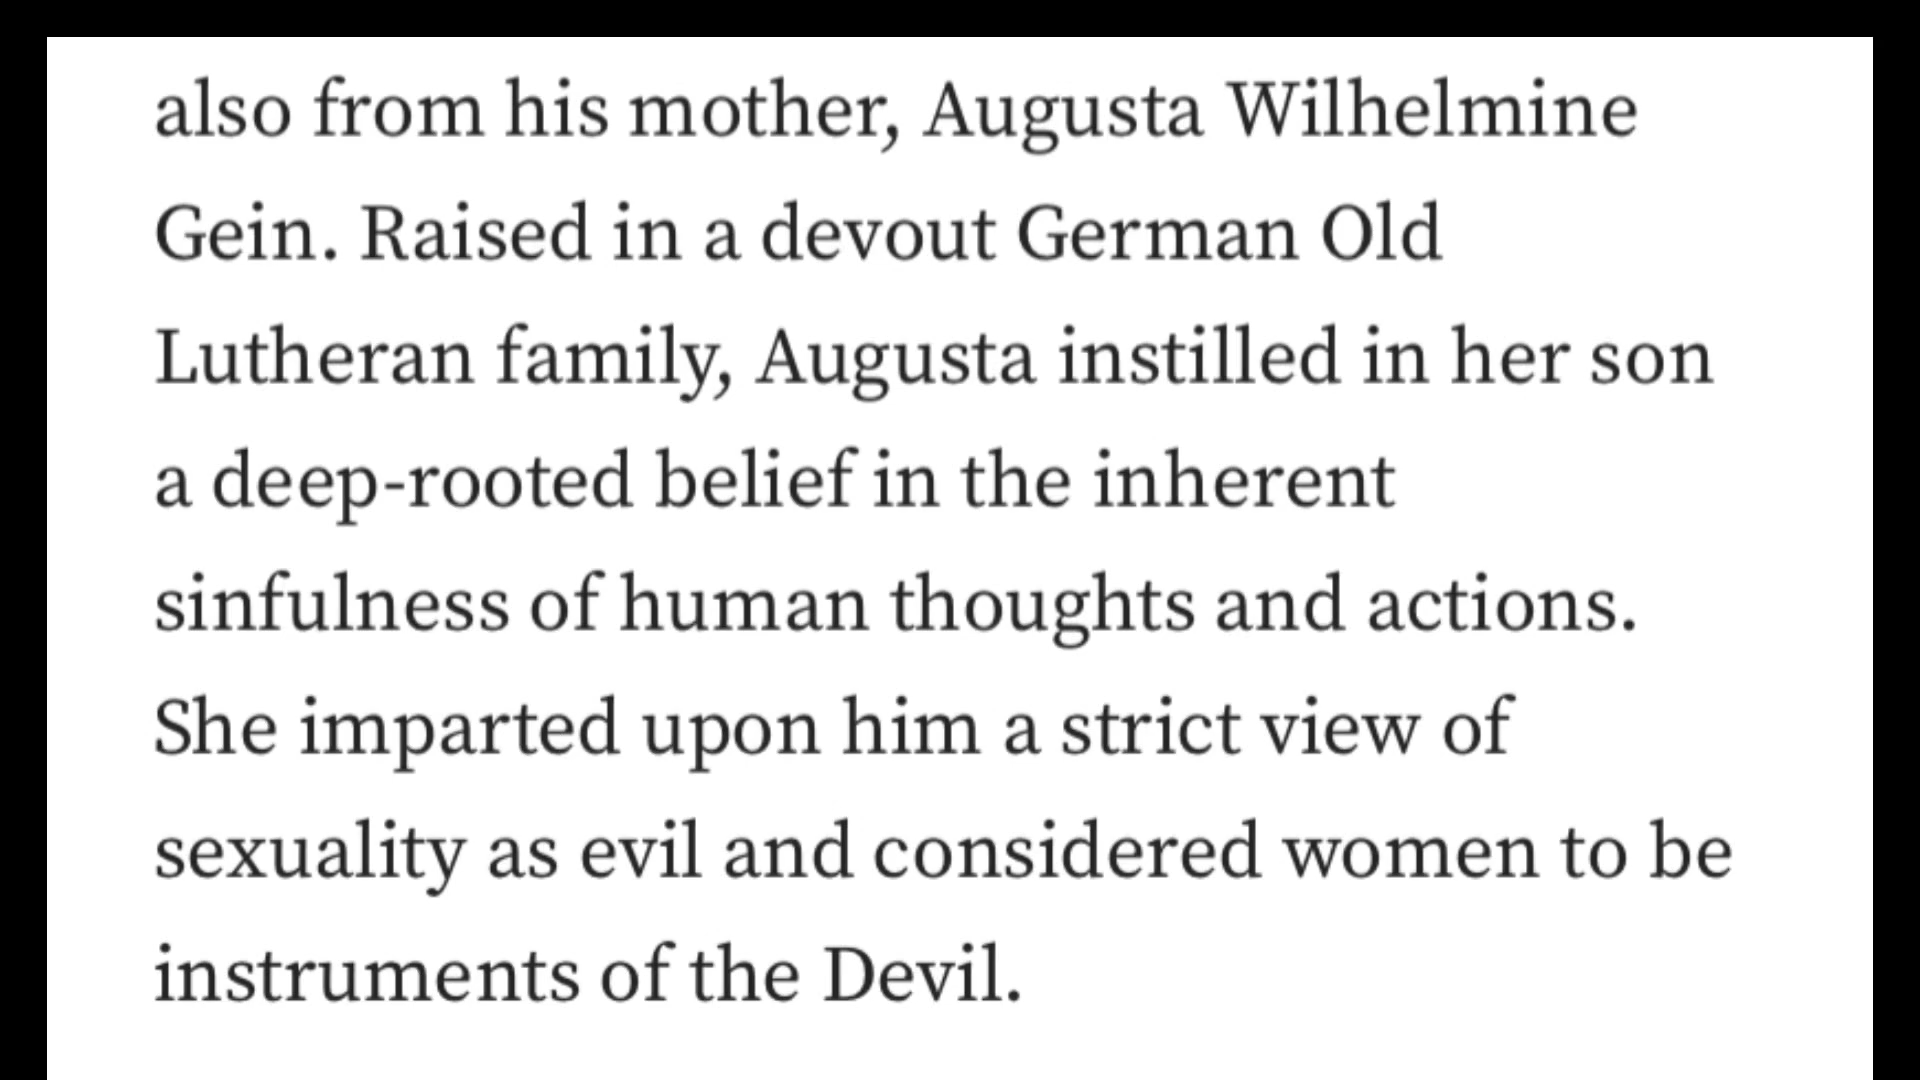 also from his mother, Augusta Wilhelmine
Gein. Raised in a devout German Old
Lutheran family, Augusta instilled in her son
a deep-rooted belief in the inherent
sinfulness of human thoughts and actions.
She imparted upon him a strict view of
sexuality as evil and considered women to be
instruments of the Devil.